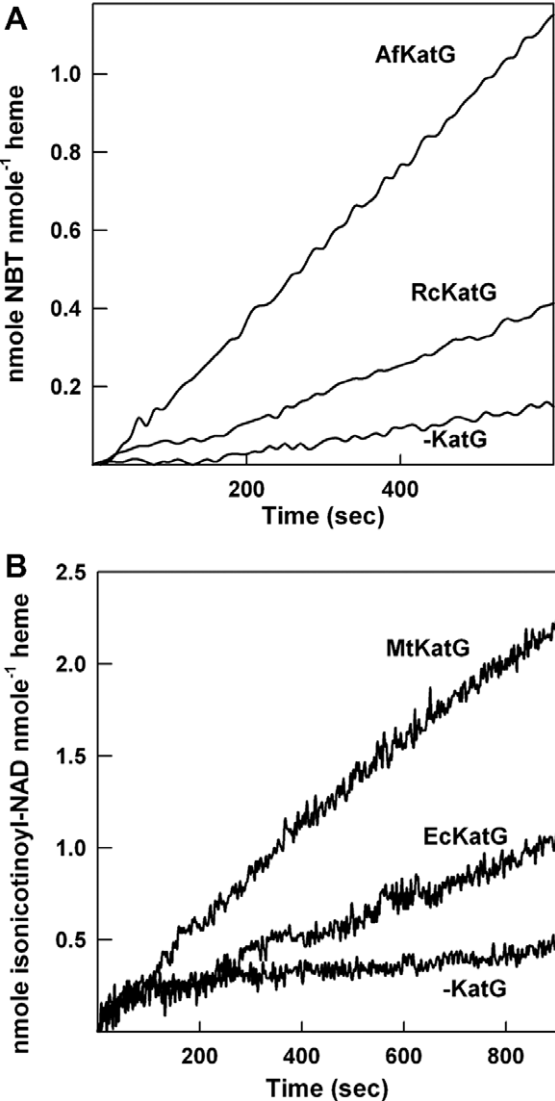 A
nmole NBT nmole⁻¹ heme
1.0
0.8
0.6
0.4
0.2
AfKatG
RcKatG
-KatG
200
400
Time (sec)
B
nmole isonicotinoyl-NAD nmole⁻¹ heme
2.5
2.0
1.5
1.0
0.5
MtKatG
EcKatG
-KatG
200
400
600
800
Time (sec)